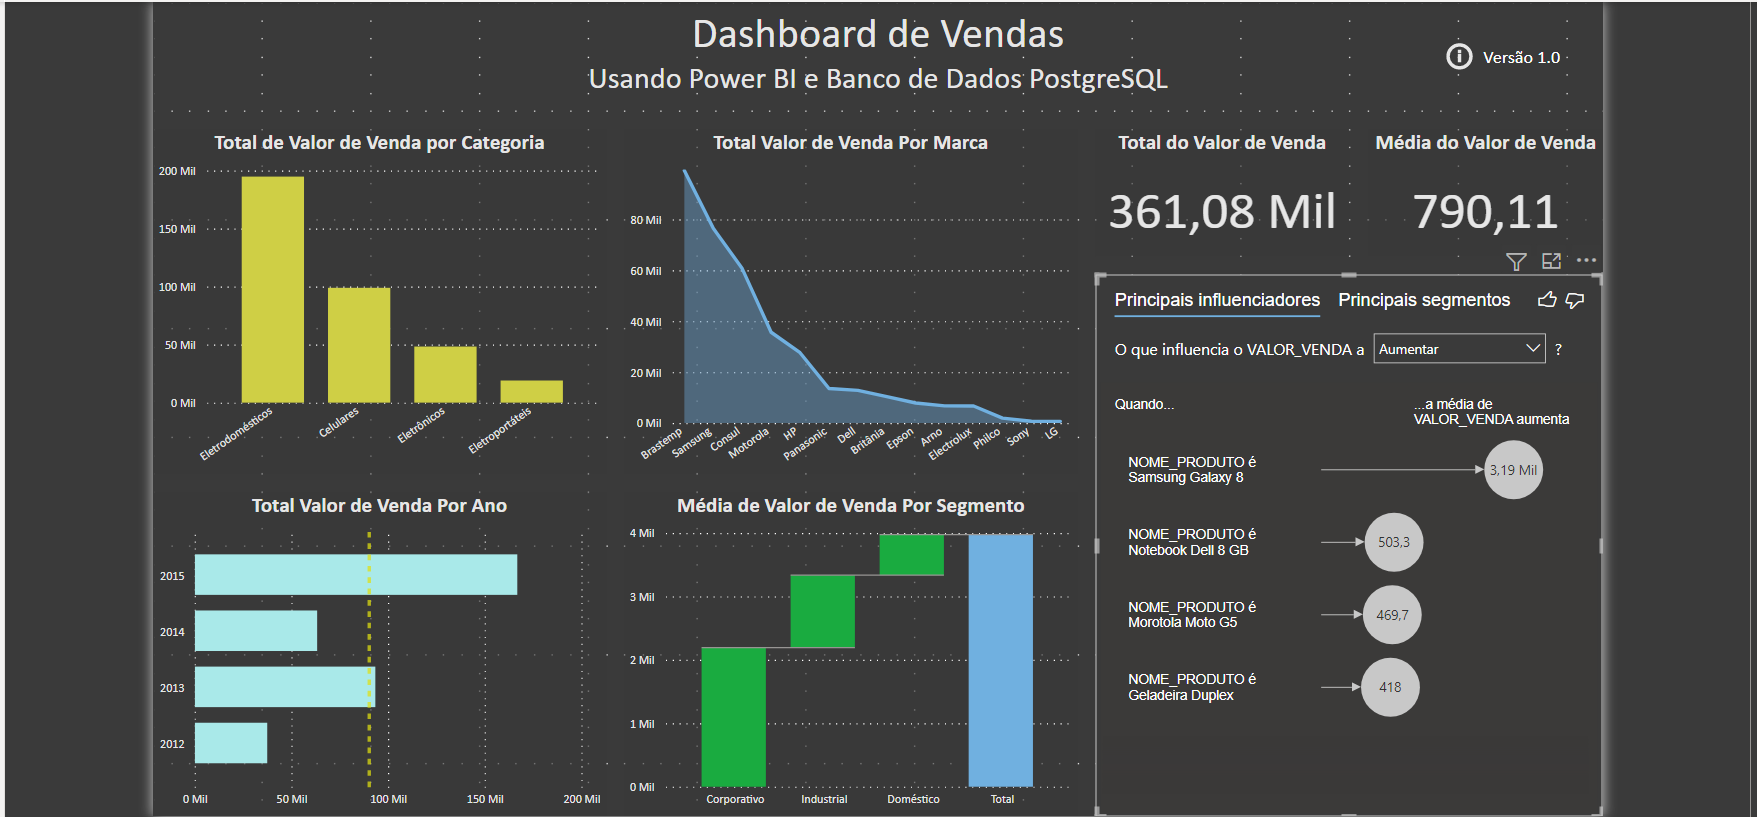 Dashboard de Vendas
Usando Power BI e Banco de Dados PostgreSQL
Versão 1.0
Total de Valor de Venda por Categoria
200 Mil
150 Mil
100 Mil
50 Mil
0 Mil
Eletrodomésticos
Celulares
Eletrônicos
Eletroportáteis
Total Valor de Venda Por Marca
80 Mil
60 Mil
40 Mil
20 Mil
0 Mil
Brastemp
Samsung
Consul
Motorola
HP
Panasonic
Dell
Britânia
Epson
Arno
Electrolux
Philco
Sony
LG
Total do Valor de Venda
361,08 Mil
Média do Valor de Venda
790,11
Total Valor de Venda Por Ano
2015
2014
2013
2012
0 Mil
50 Mil
100 Mil
150 Mil
200 Mil
Média de Valor de Venda Por Segmento
4 Mil
3 Mil
2 Mil
1 Mil
0 Mil
Corporativo
Industrial
Doméstico
Total
Principais influenciadores
Principais segmentos
O que influencia o VALOR_VENDA a
Aumentar
?
Quando...
...a média de
VALOR_VENDA aumenta
NOME_PRODUTO é
Samsung Galaxy 8
3,19 Mil
NOME_PRODUTO é
Notebook Dell 8 GB
503,3
NOME_PRODUTO é
Morotola Moto G5
469,7
NOME_PRODUTO é
Geladeira Duplex
418